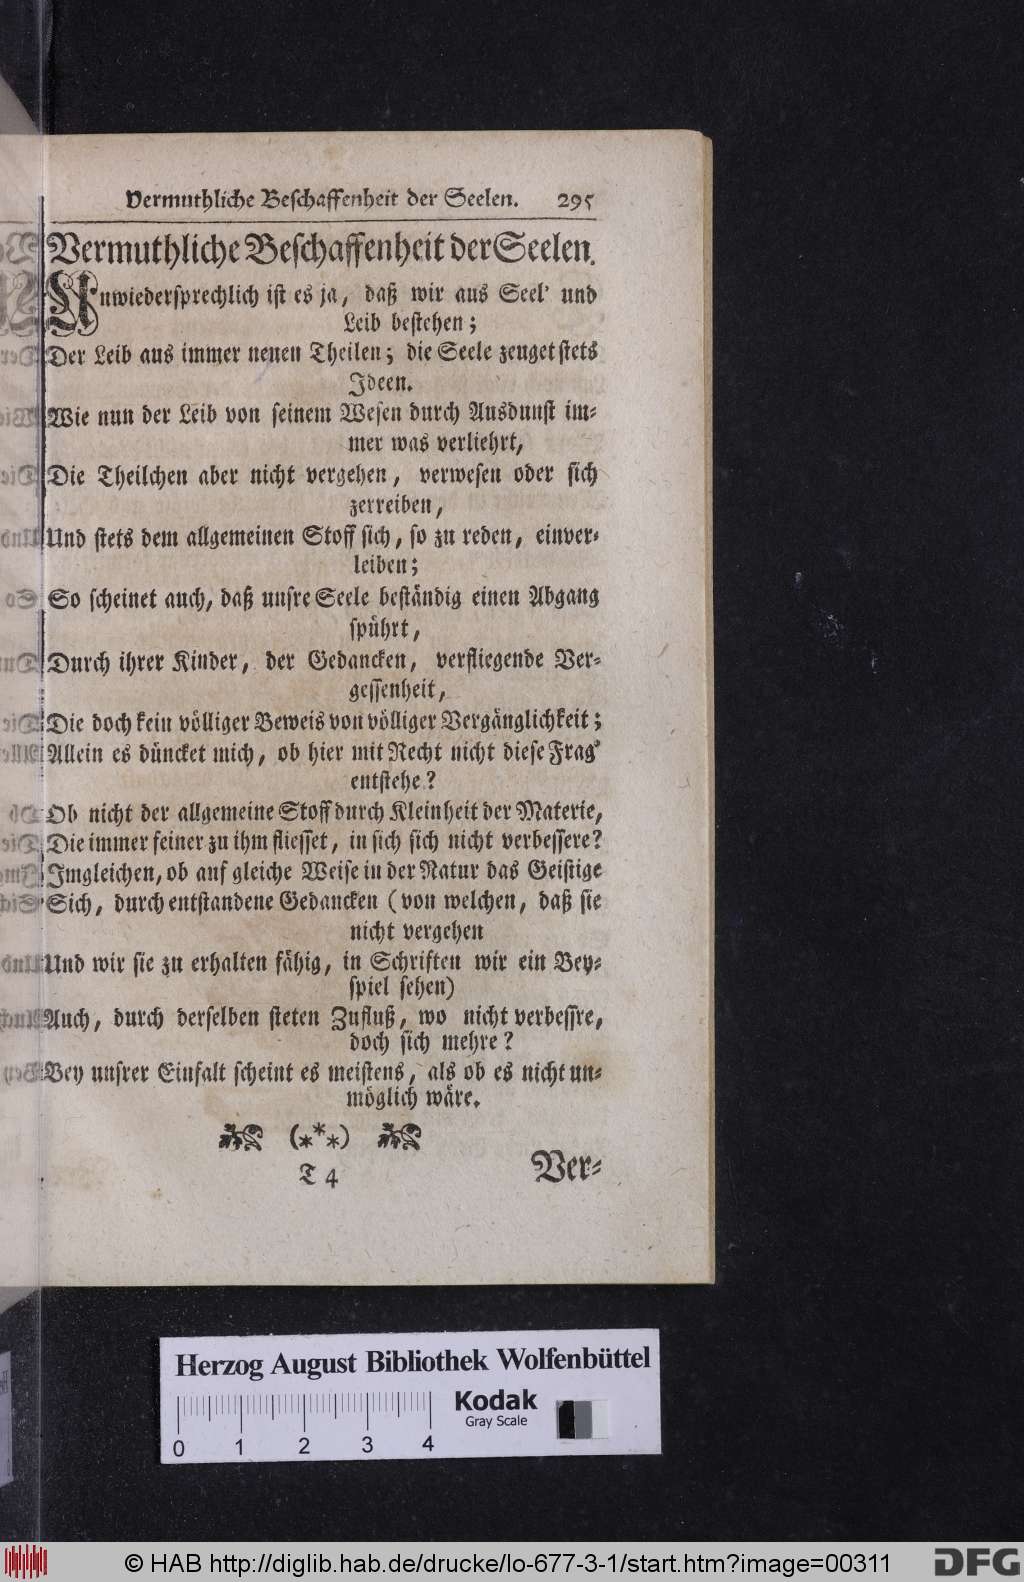 Vermuthliche Beschaffenheit der Seelen. 295
Vermuthliche Beschaffenheit der Seelen.
Unwiedersprechlich ist es ja, daß wir aus Seel' und
Leib bestehen;
Der Leib aus immer neuen Theilen; die Seele zeuget stets
Ideen.
Wie nun der Leib von seinem Wesen durch Ausdunst im-
mer was verliehrt,
Die Theilchen aber nicht vergehen, verwesen oder sich
zerreiben,
Und stets dem allgemeinen Stoff sich, so zu reden, einver-
leiben;
So scheinet auch, daß unsre Seele beständig einen Abgang
spührt,
Durch ihrer Kinder, der Gedancken, verfliegende Ver-
gessenheit,
Die doch kein völliger Beweis von völliger Vergänglichkeit;
Allein es düncket mich, ob hier mit Recht nicht diese Frag'
entstehe?
Ob nicht der allgemeine Stoff durch Kleinheit der Materie,
Die immer feiner zu ihm fliesset, in sich sich nicht verbessere?
Imgleichen, ob auf gleiche Weise in der Natur das Geistige
Sich, durch entstandene Gedancken (von welchen, daß sie
nicht vergehen
Und wir sie zu erhalten fähig, in Schriften wir ein Bey-
spiel sehen)
Auch, durch derselben steten Zufluß, wo nicht verbessre,
doch sich mehre?
Bey unsrer Einfalt scheint es meistens, als ob es nicht un-
möglich wäre.
(***)
T 4 Ver-
Herzog August Bibliothek Wolfenbüttel
Kodak
Gray Scale
0 1 2 3 4
© HAB http://diglib.hab.de/drucke/lo-677-3-1/start.htm?image=00311
DFG